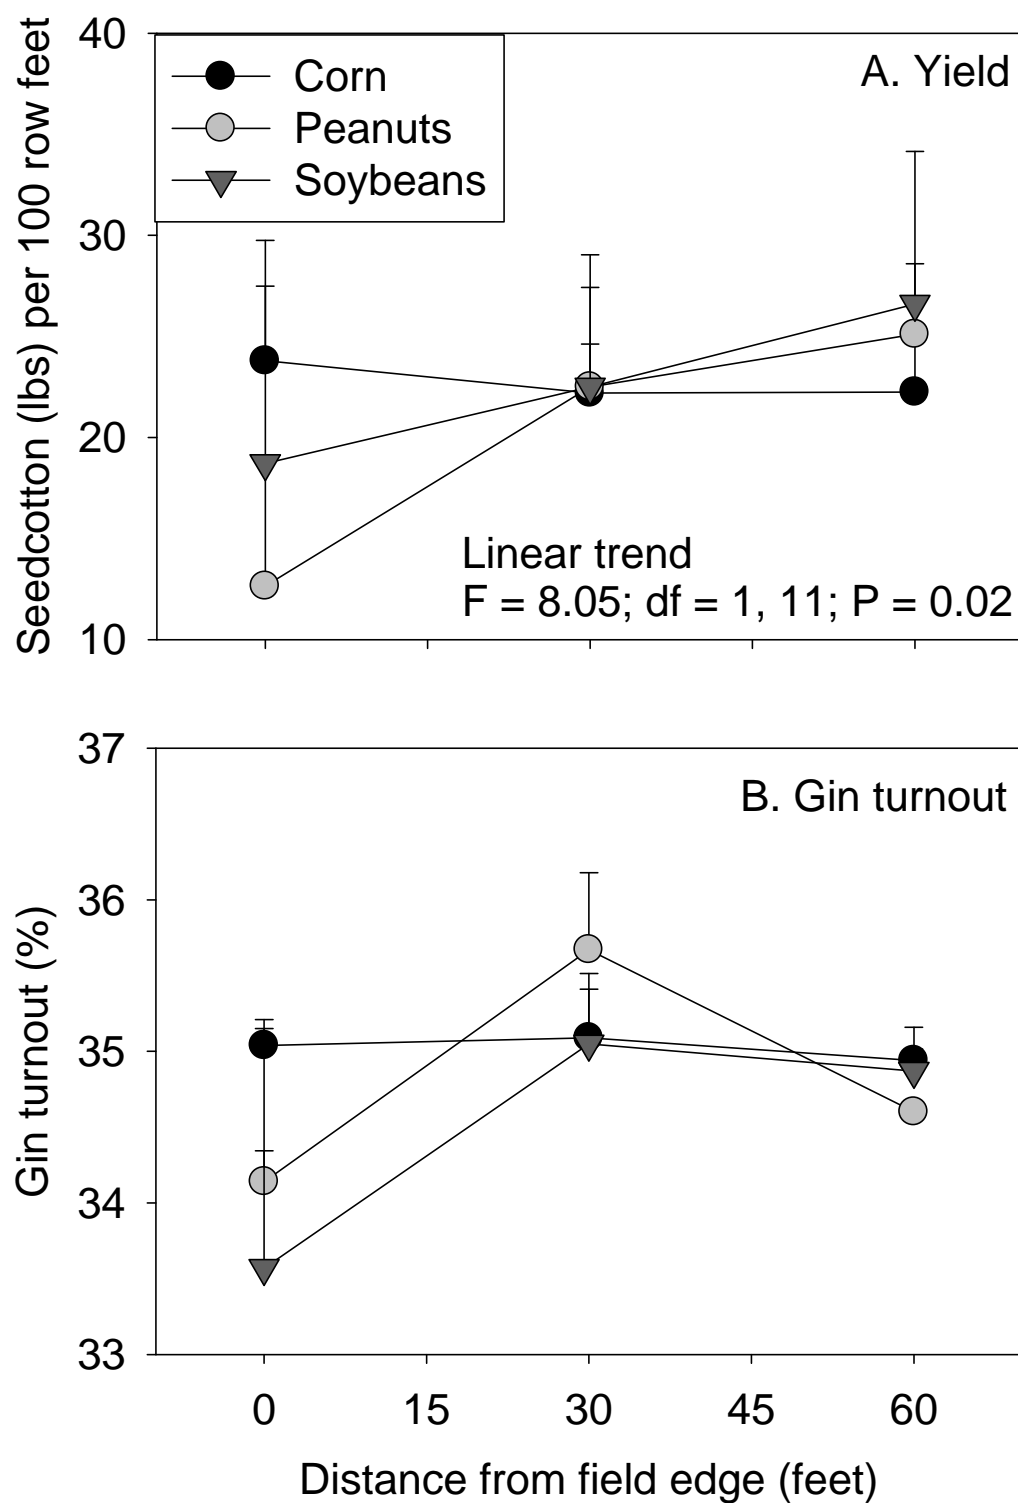 Seedcotton (lbs) per 100 row feet
40
30
20
10
Corn
Peanuts
Soybeans
A. Yield
Linear trend
F = 8.05; df = 1, 11; P = 0.02
Gin turnout (%)
37
36
35
34
33
B. Gin turnout
0 15 30 45 60
Distance from field edge (feet)